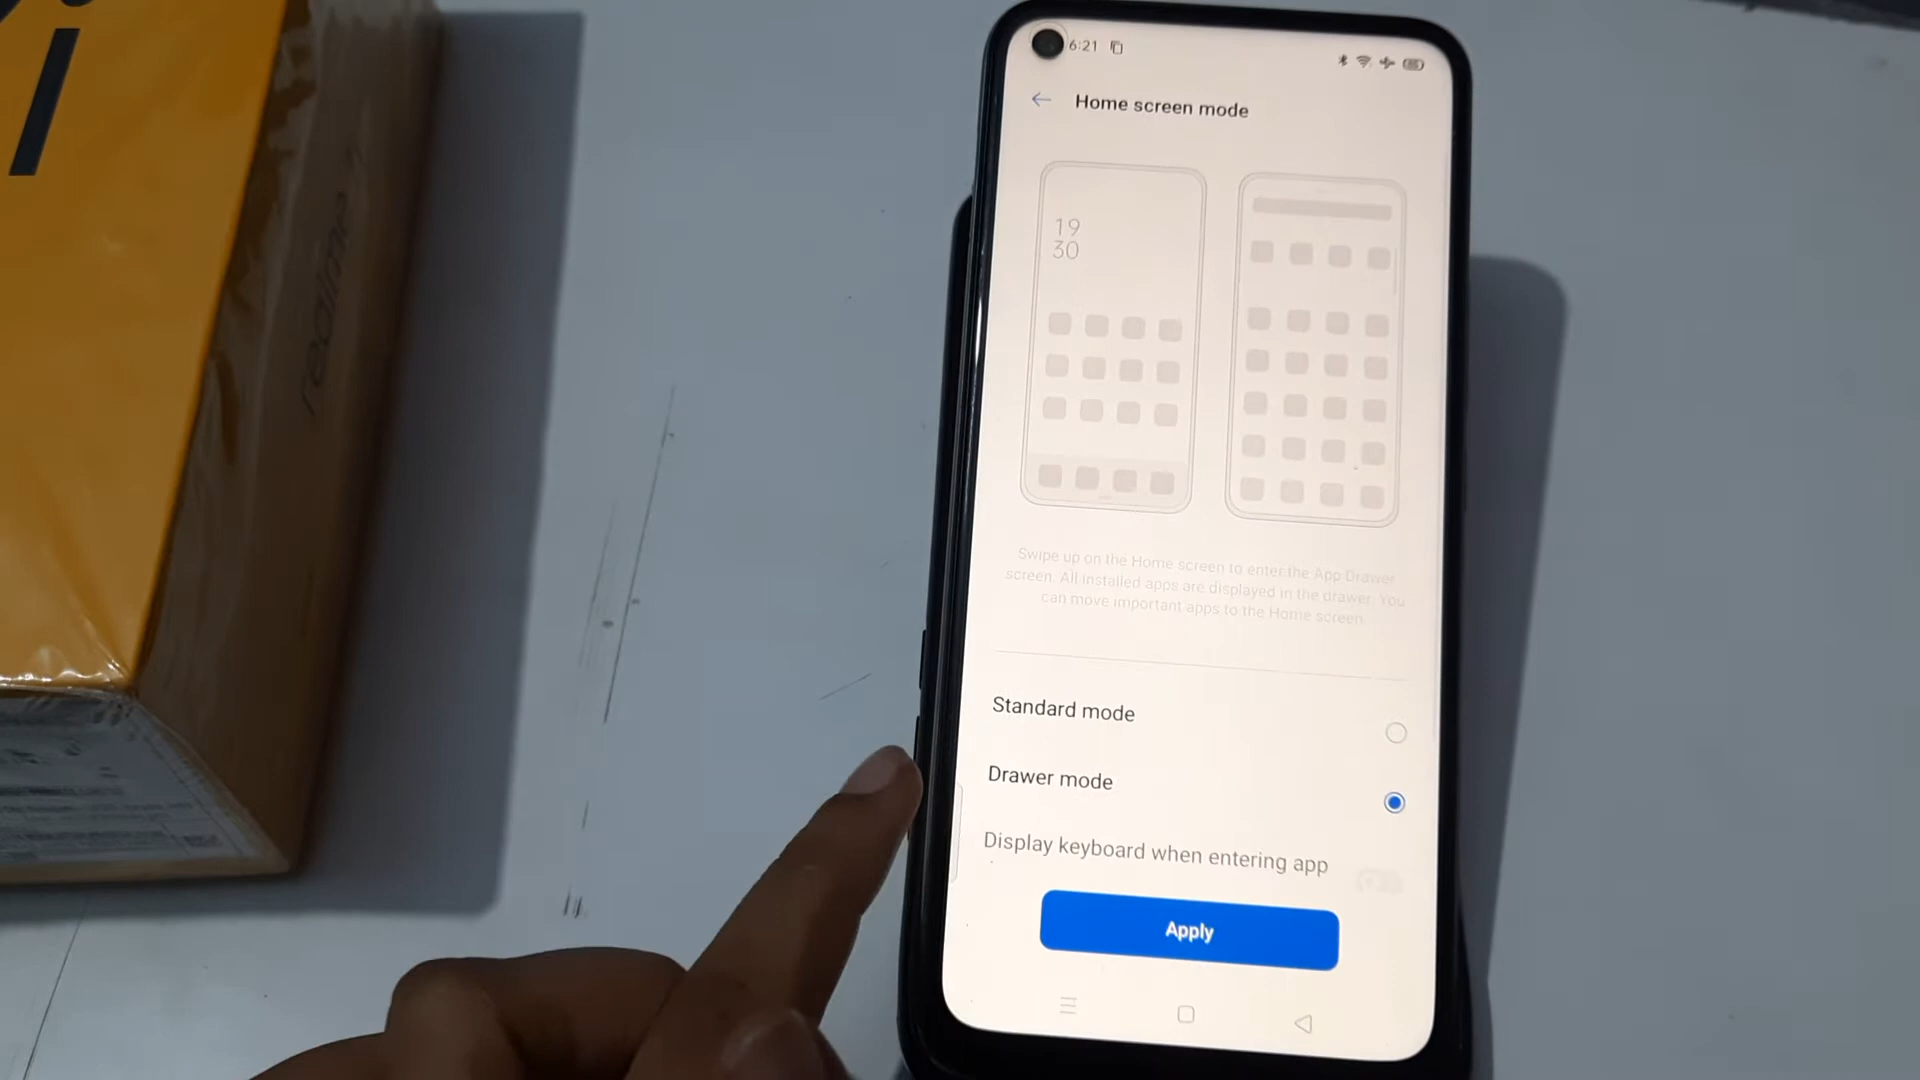 i
realme 7
6:21
Home screen mode
19
30
Swipe up on the Home screen to enter the App Drawer
screen. All installed apps are displayed in the drawer. You
can move important apps to the Home screen.
Standard mode
Drawer mode
Display keyboard when entering app
Apply